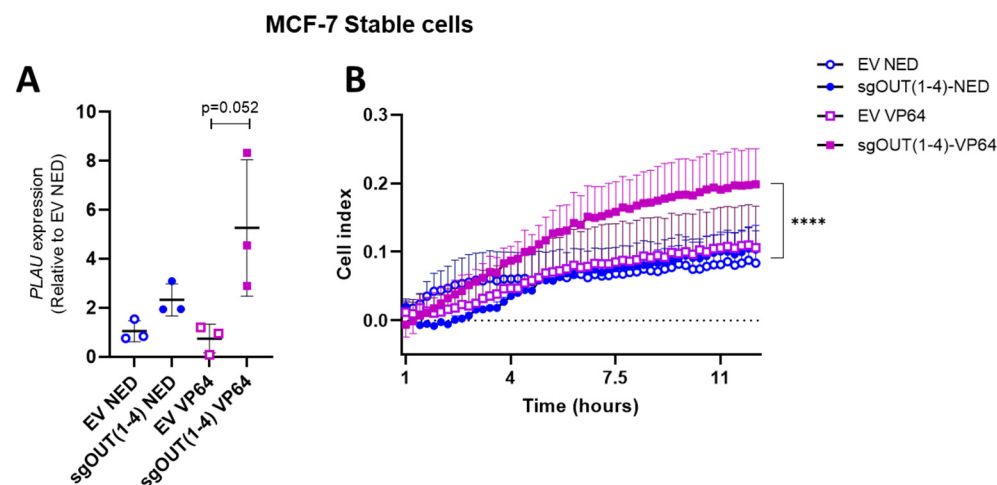 MCF-7 Stable cells
A
PLAU expression
(Relative to EV NED)
10
8
6
4
2
0
p=0.052
EV NED
sgOUT(1-4) NED
EV VP64
sgOUT(1-4) VP64
B
Cell index
0.3
0.2
0.1
0.0
1
4
7.5
11
Time (hours)
****
EV NED
sgOUT(1-4)-NED
EV VP64
sgOUT(1-4)-VP64